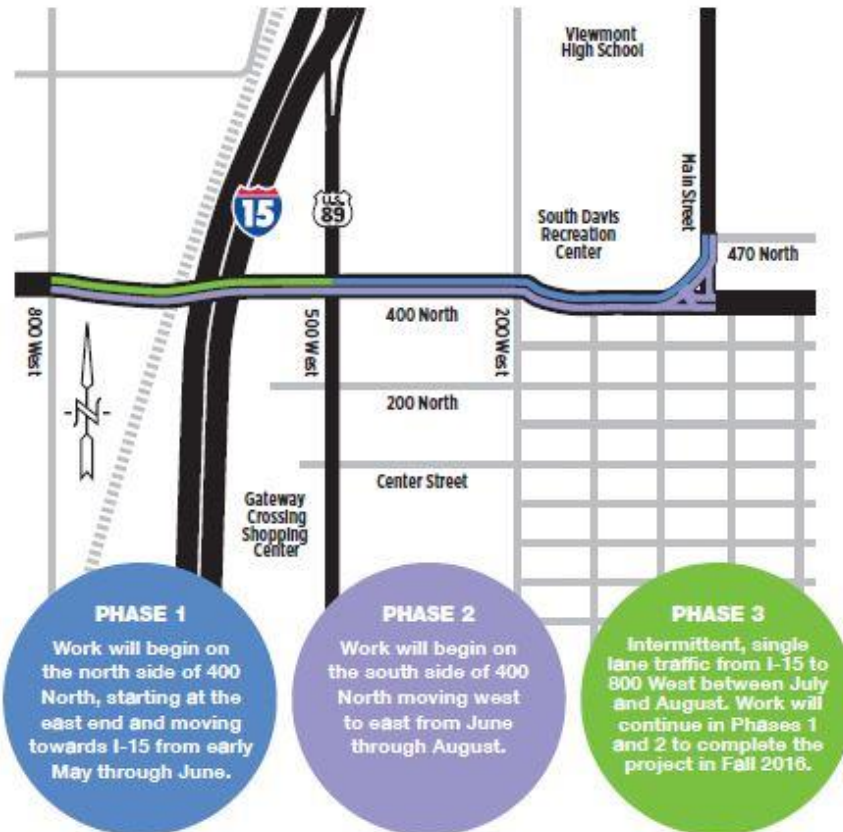 Viewmont
High School
Main Street
15
U.S.
89
South Davis
Recreation
Center
470 North
800 West
500 West
400 North
200 West
N
200 North
Center Street
Gateway
Crossing
Shopping
Center
PHASE 1
Work will begin on
the north side of 400
North, starting at the
east end and moving
towards I-15 from early
May through June.
PHASE 2
Work will begin on
the south side of 400
North moving west
to east from June
through August.
PHASE 3
Intermittent, single
lane traffic from I-15 to
800 West between July
and August. Work will
continue in Phases 1
and 2 to complete the
project in Fall 2016.